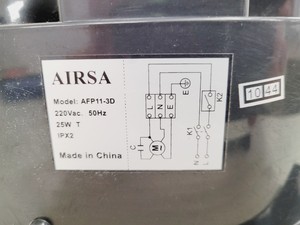 AIRSA
Model: AFP11-3D
220Vac. 50Hz
25W T
IPX2
Made in China
L N E
E
K2
K1
C
M
N L
10 44